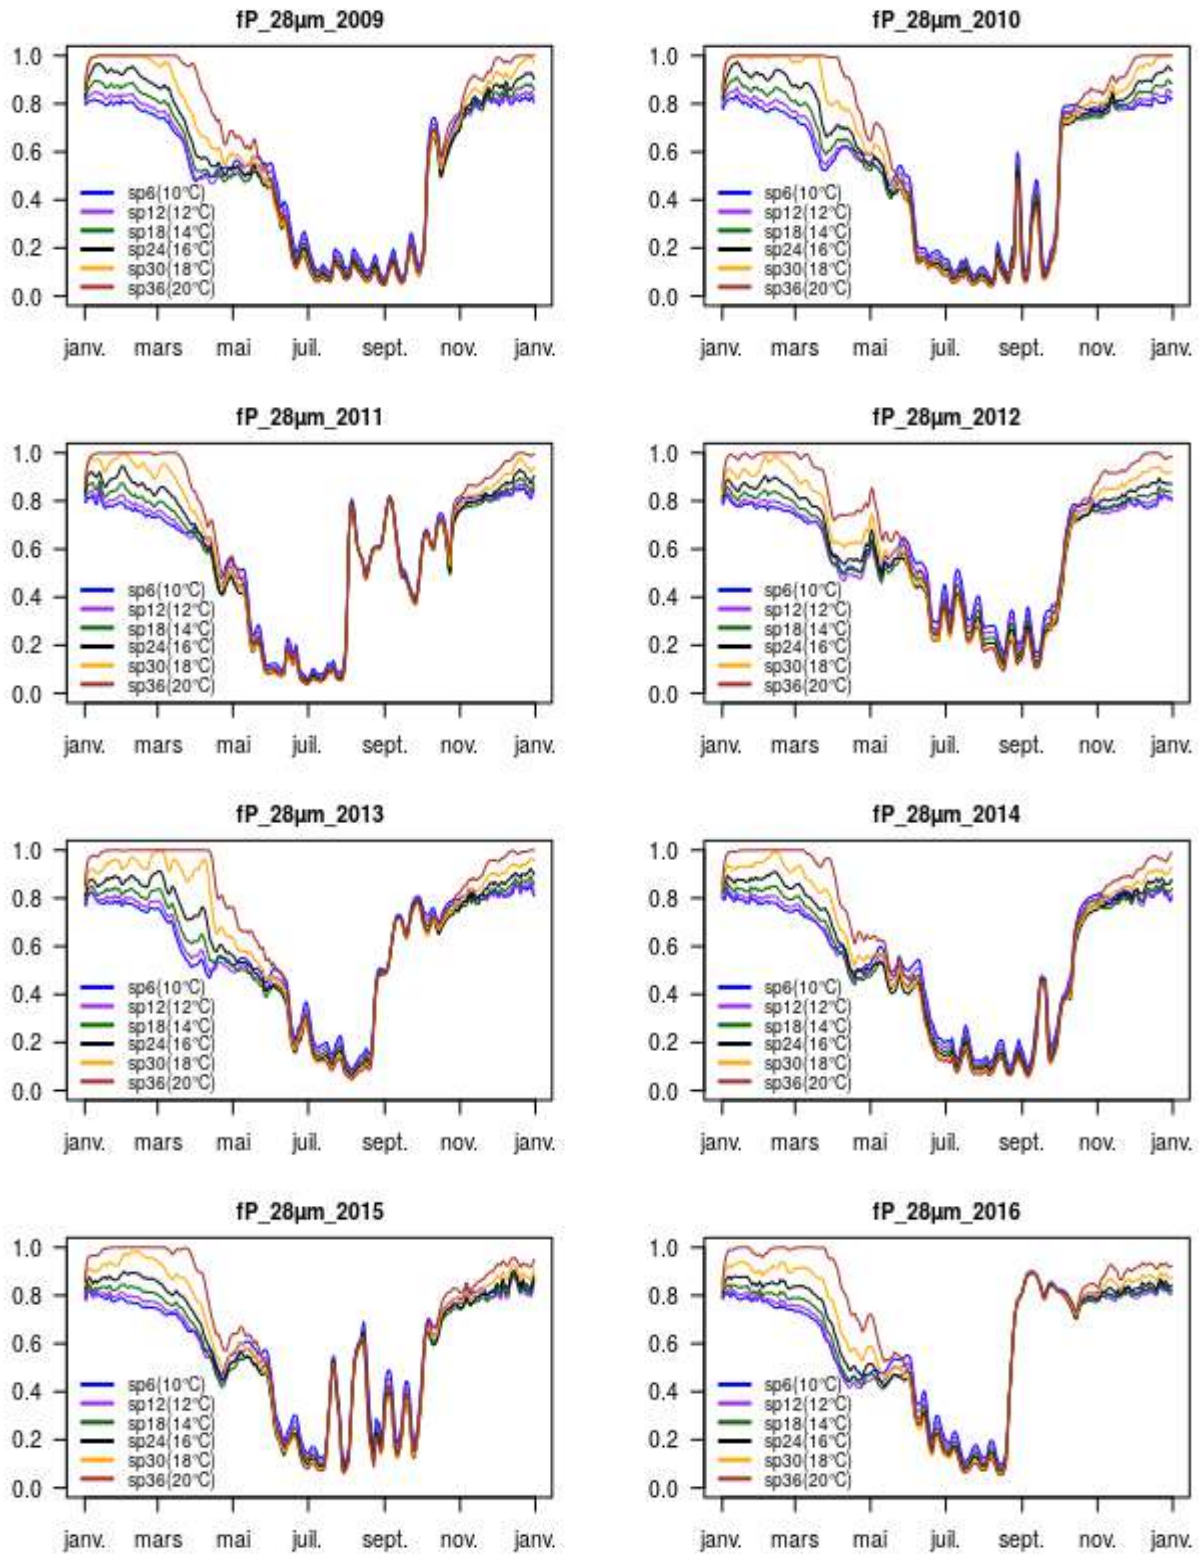 fP_28µm_2009
1.0
0.8
0.6
0.4
0.2
0.0
sp6(10°C)
sp12(12°C)
sp18(14°C)
sp24(16°C)
sp30(18°C)
sp36(20°C)
janv. mars mai juil. sept. nov. janv.
fP_28µm_2010
1.0
0.8
0.6
0.4
0.2
0.0
sp6(10°C)
sp12(12°C)
sp18(14°C)
sp24(16°C)
sp30(18°C)
sp36(20°C)
janv. mars mai juil. sept. nov. janv.
fP_28µm_2011
1.0
0.8
0.6
0.4
0.2
0.0
sp6(10°C)
sp12(12°C)
sp18(14°C)
sp24(16°C)
sp30(18°C)
sp36(20°C)
janv. mars mai juil. sept. nov. janv.
fP_28µm_2012
1.0
0.8
0.6
0.4
0.2
0.0
sp6(10°C)
sp12(12°C)
sp18(14°C)
sp24(16°C)
sp30(18°C)
sp36(20°C)
janv. mars mai juil. sept. nov. janv.
fP_28µm_2013
1.0
0.8
0.6
0.4
0.2
0.0
sp6(10°C)
sp12(12°C)
sp18(14°C)
sp24(16°C)
sp30(18°C)
sp36(20°C)
janv. mars mai juil. sept. nov. janv.
fP_28µm_2014
1.0
0.8
0.6
0.4
0.2
0.0
sp6(10°C)
sp12(12°C)
sp18(14°C)
sp24(16°C)
sp30(18°C)
sp36(20°C)
janv. mars mai juil. sept. nov. janv.
fP_28µm_2015
1.0
0.8
0.6
0.4
0.2
0.0
sp6(10°C)
sp12(12°C)
sp18(14°C)
sp24(16°C)
sp30(18°C)
sp36(20°C)
janv. mars mai juil. sept. nov. janv.
fP_28µm_2016
1.0
0.8
0.6
0.4
0.2
0.0
sp6(10°C)
sp12(12°C)
sp18(14°C)
sp24(16°C)
sp30(18°C)
sp36(20°C)
janv. mars mai juil. sept. nov. janv.